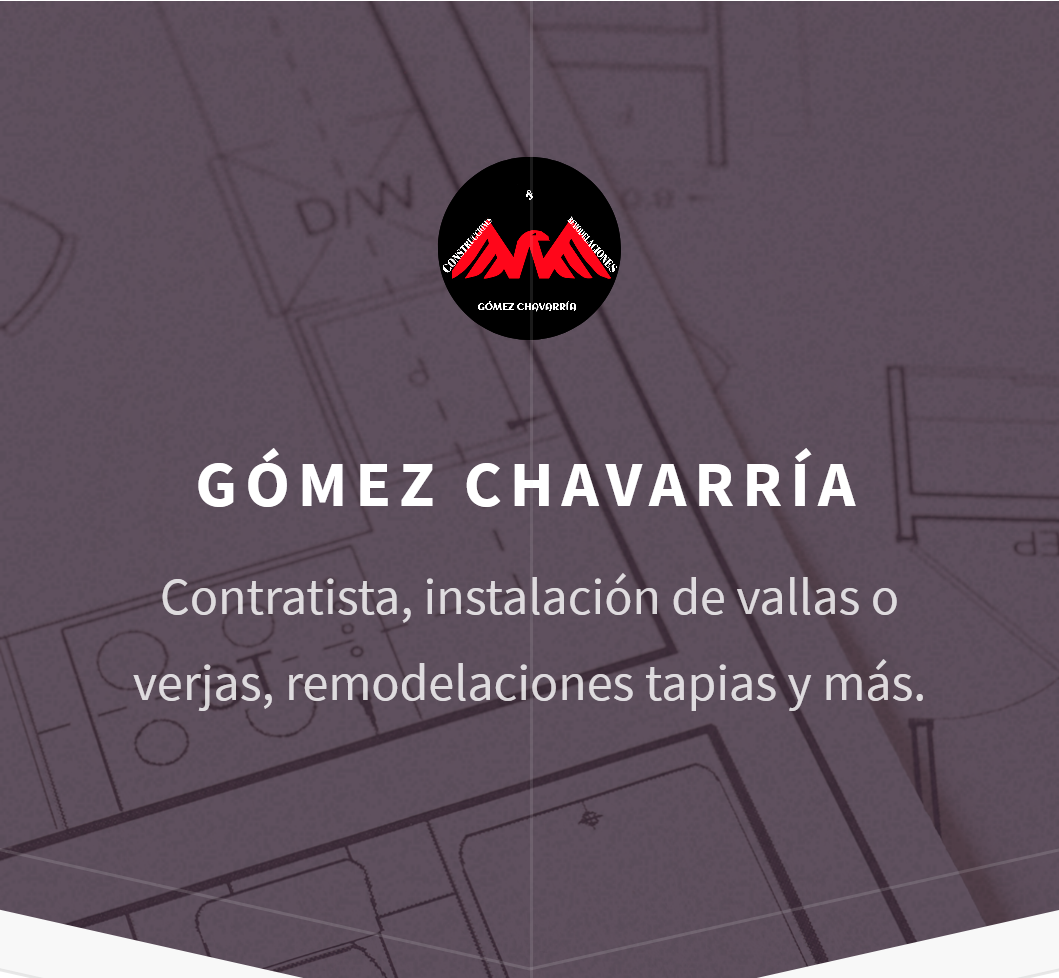 &
CONSTRUCCIONES
REMODELACIONES
GÓMEZ CHAVARRÍA
D/W
GÓMEZ CHAVARRÍA
Contratista, instalación de vallas o
verjas, remodelaciones tapias y más.